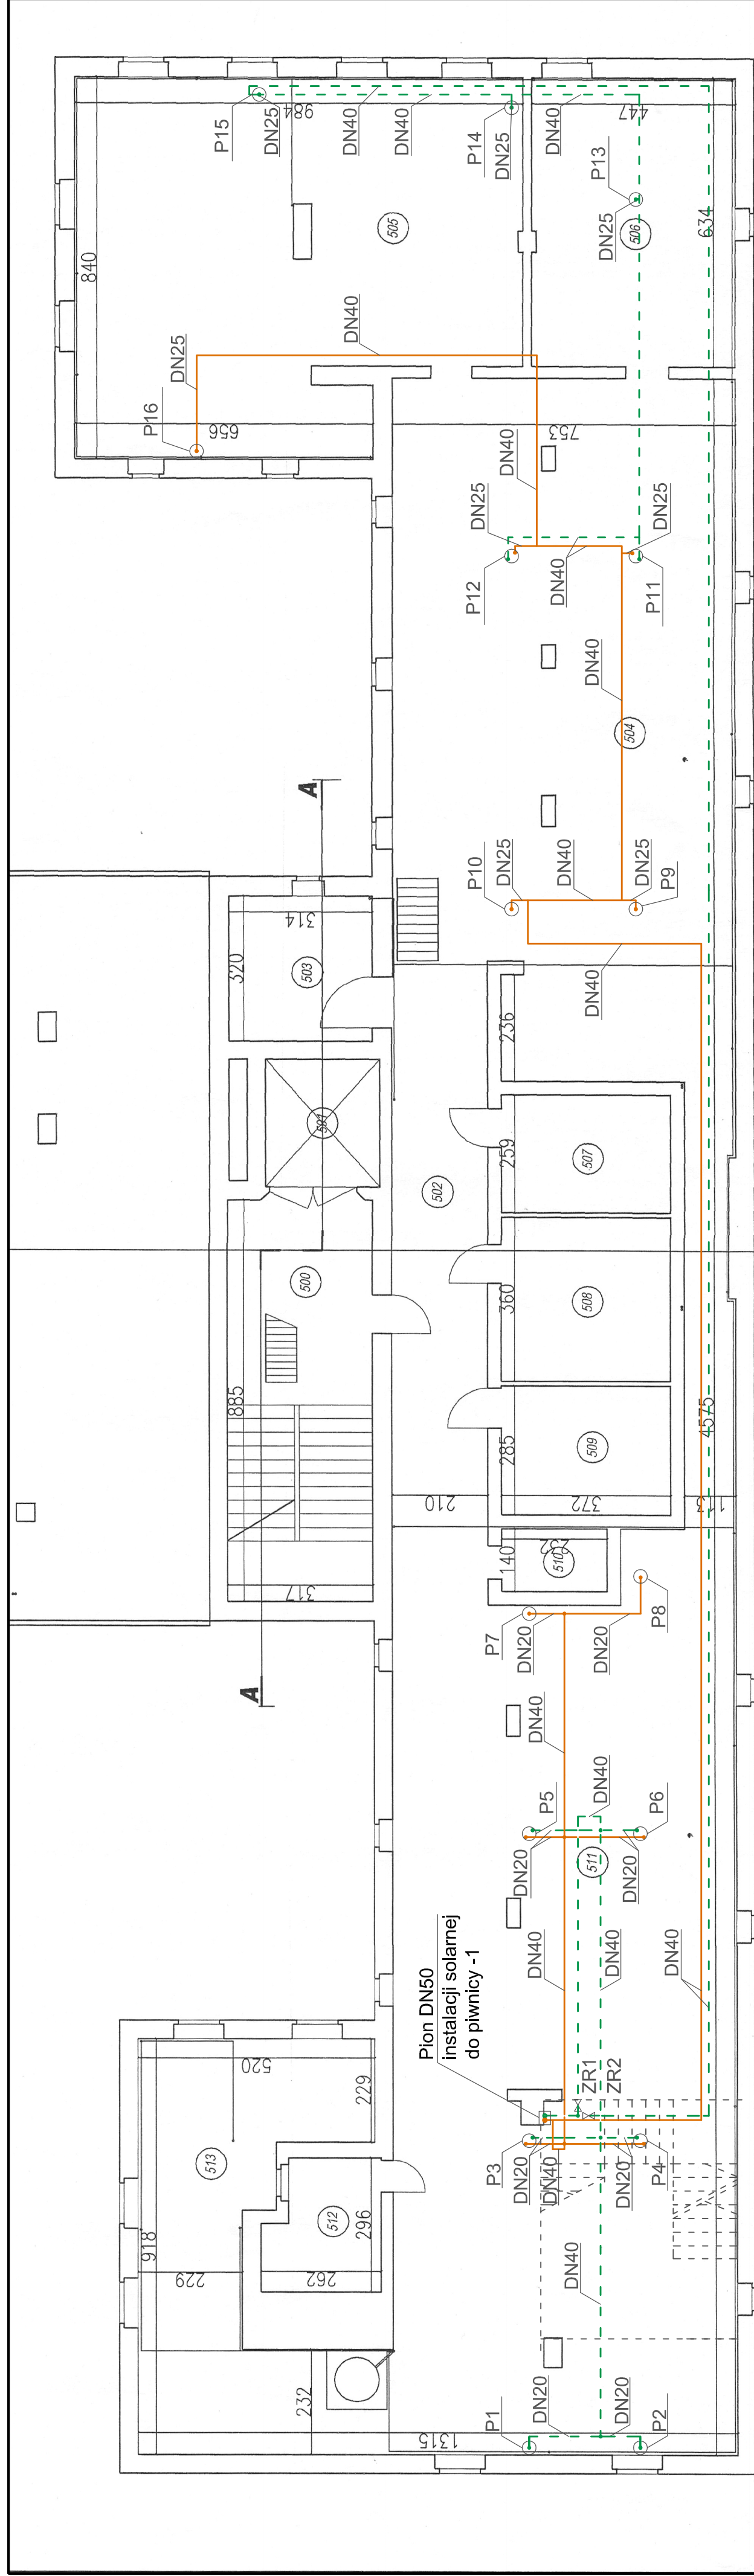 P15
DN25
984
DN40
DN40
P14
DN25
DN40
447
P13
DN25
506
634
505
840
DN40
DN25
P16
656
753
DN40
DN25
P12
DN40
DN25
P11
DN40
504
A
P10
DN25
DN40
DN25
P9
314
320
503
DN40
236
501
502
259
507
500
360
508
885
4575
285
509
210
372
113
140
510
232
317
P7
DN20
DN20
P8
A
DN40
DN40
P5
P6
DN20
511
DN20
DN40
DN40
DN40
Pion DN50
instalacji solarnej
do piwnicy -1
ZR1
ZR2
520
229
513
P3
DN20
DN40
DN20
P4
512
296
918
229
262
DN40
232
P1
DN20
DN20
P2
1315